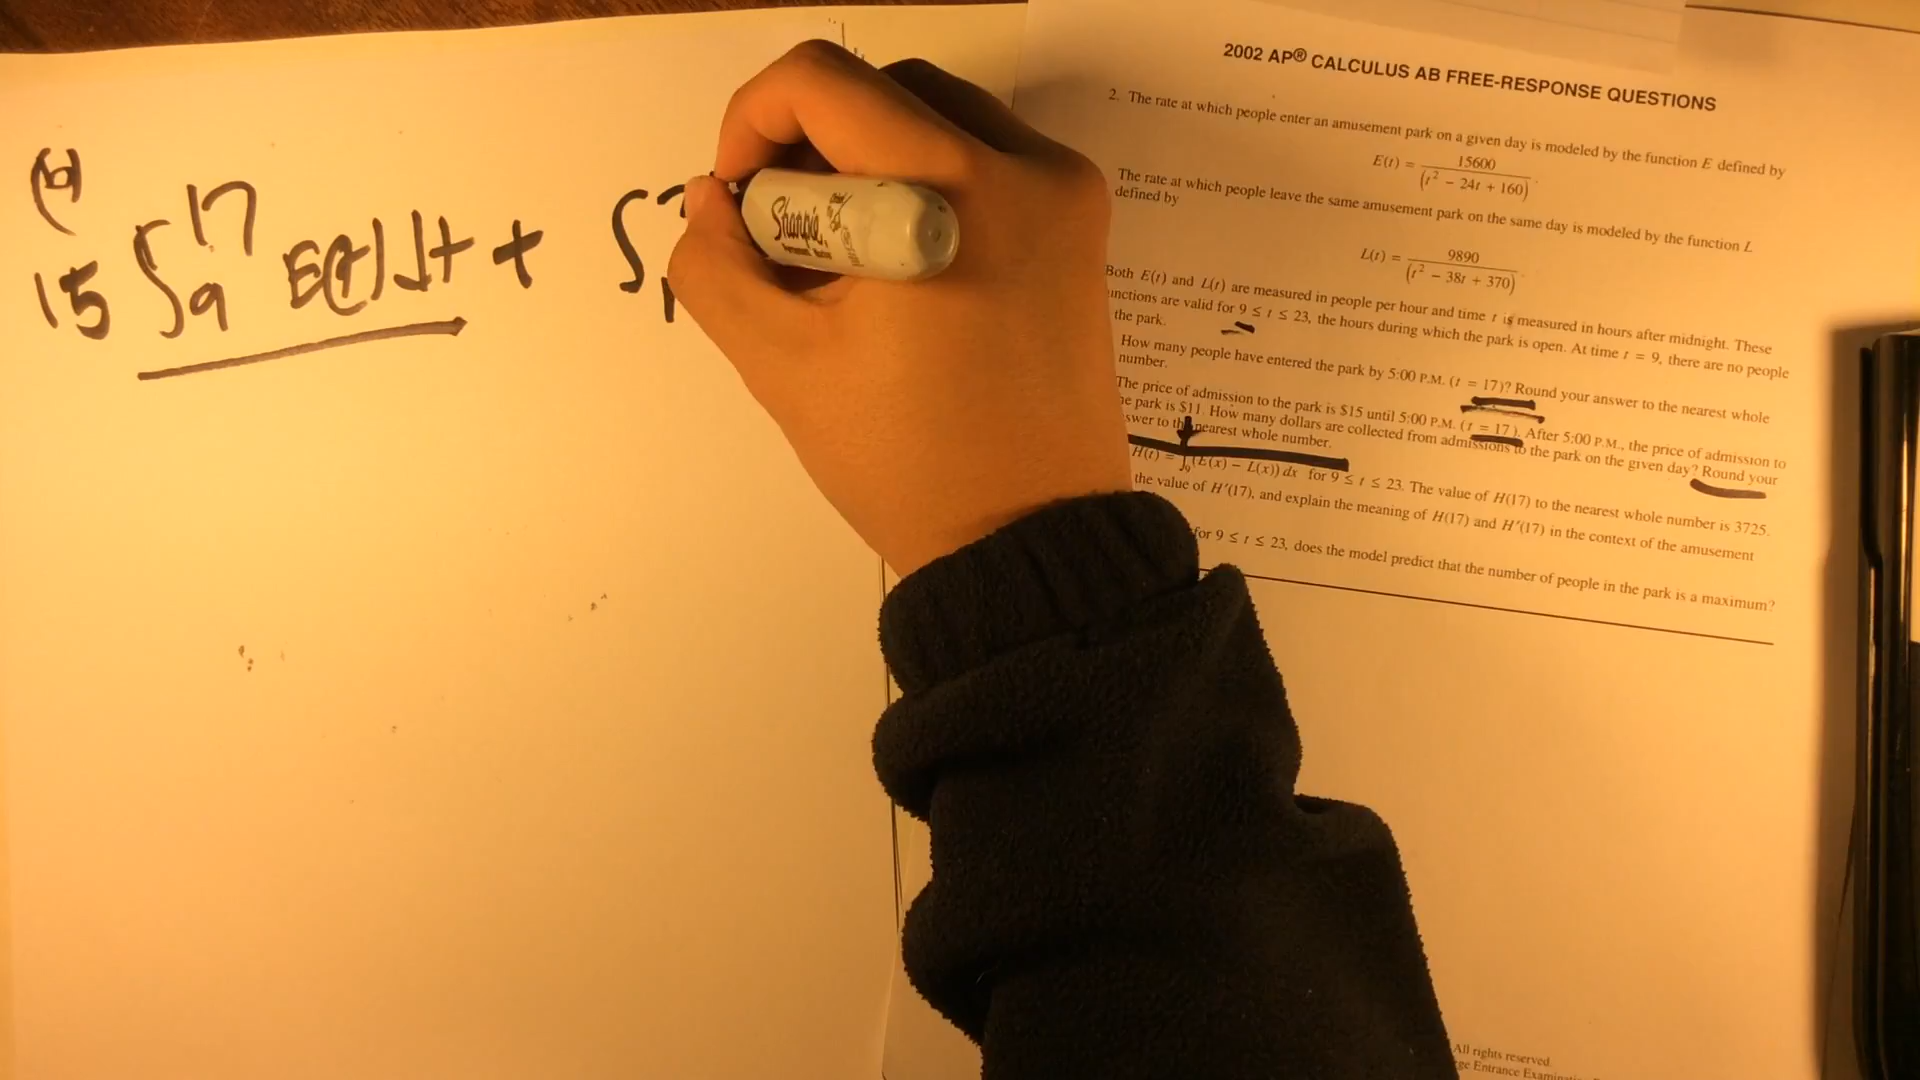 (b)
15 ∫₉¹⁷ E(t) dt + ∫
Sharpie
2002 AP® CALCULUS AB FREE-RESPONSE QUESTIONS
2. The rate at which people enter an amusement park on a given day is modeled by the function E defined by
E(t) = 15600 / (t² − 24t + 160) .
The rate at which people leave the same amusement park on the same day is modeled by the function L
defined by
L(t) = 9890 / (t² − 38t + 370) .
Both E(t) and L(t) are measured in people per hour and time t is measured in hours after midnight. These
unctions are valid for 9 ≤ t ≤ 23, the hours during which the park is open. At time t = 9, there are no people
the park.
How many people have entered the park by 5:00 P.M. (t = 17)? Round your answer to the nearest whole
number.
The price of admission to the park is $15 until 5:00 P.M. (t = 17). After 5:00 P.M., the price of admission to
he park is $11. How many dollars are collected from admissions to the park on the given day? Round your
swer to the nearest whole number.
H(t) = ∫₉ (E(x) − L(x)) dx for 9 ≤ t ≤ 23. The value of H(17) to the nearest whole number is 3725.
the value of H′(17), and explain the meaning of H(17) and H′(17) in the context of the amusement
for 9 ≤ t ≤ 23, does the model predict that the number of people in the park is a maximum?
All rights reserved.
ge Entrance Examin